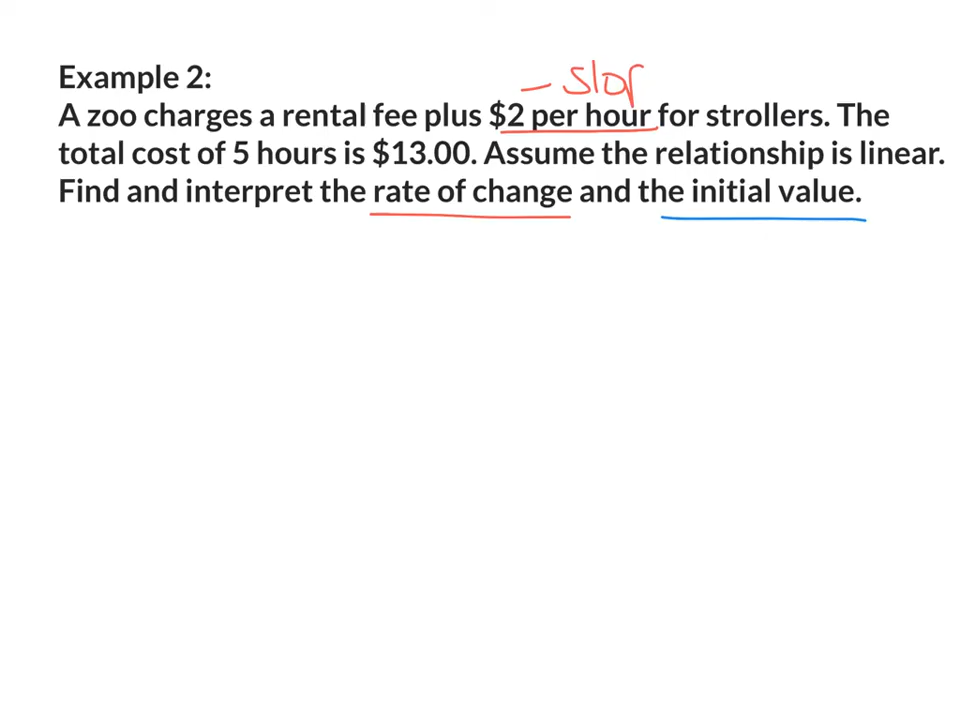 Example 2:
– slop
A zoo charges a rental fee plus $2 per hour for strollers. The
total cost of 5 hours is $13.00. Assume the relationship is linear.
Find and interpret the rate of change and the initial value.